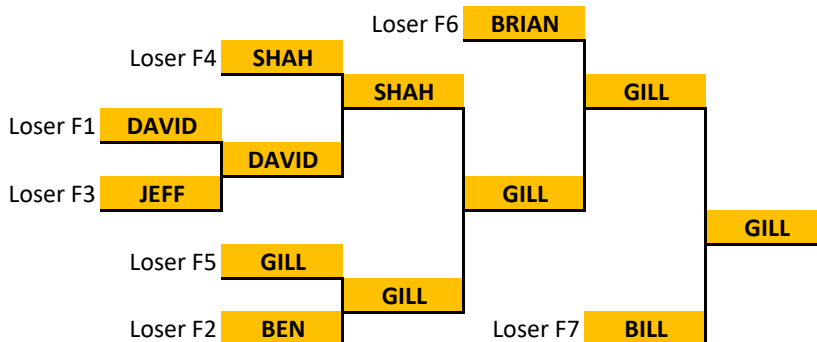 Loser F6 BRIAN
Loser F4 SHAH
SHAH GILL
Loser F1 DAVID
DAVID
Loser F3 JEFF GILL
GILL
Loser F5 GILL
GILL
Loser F2 BEN Loser F7 BILL